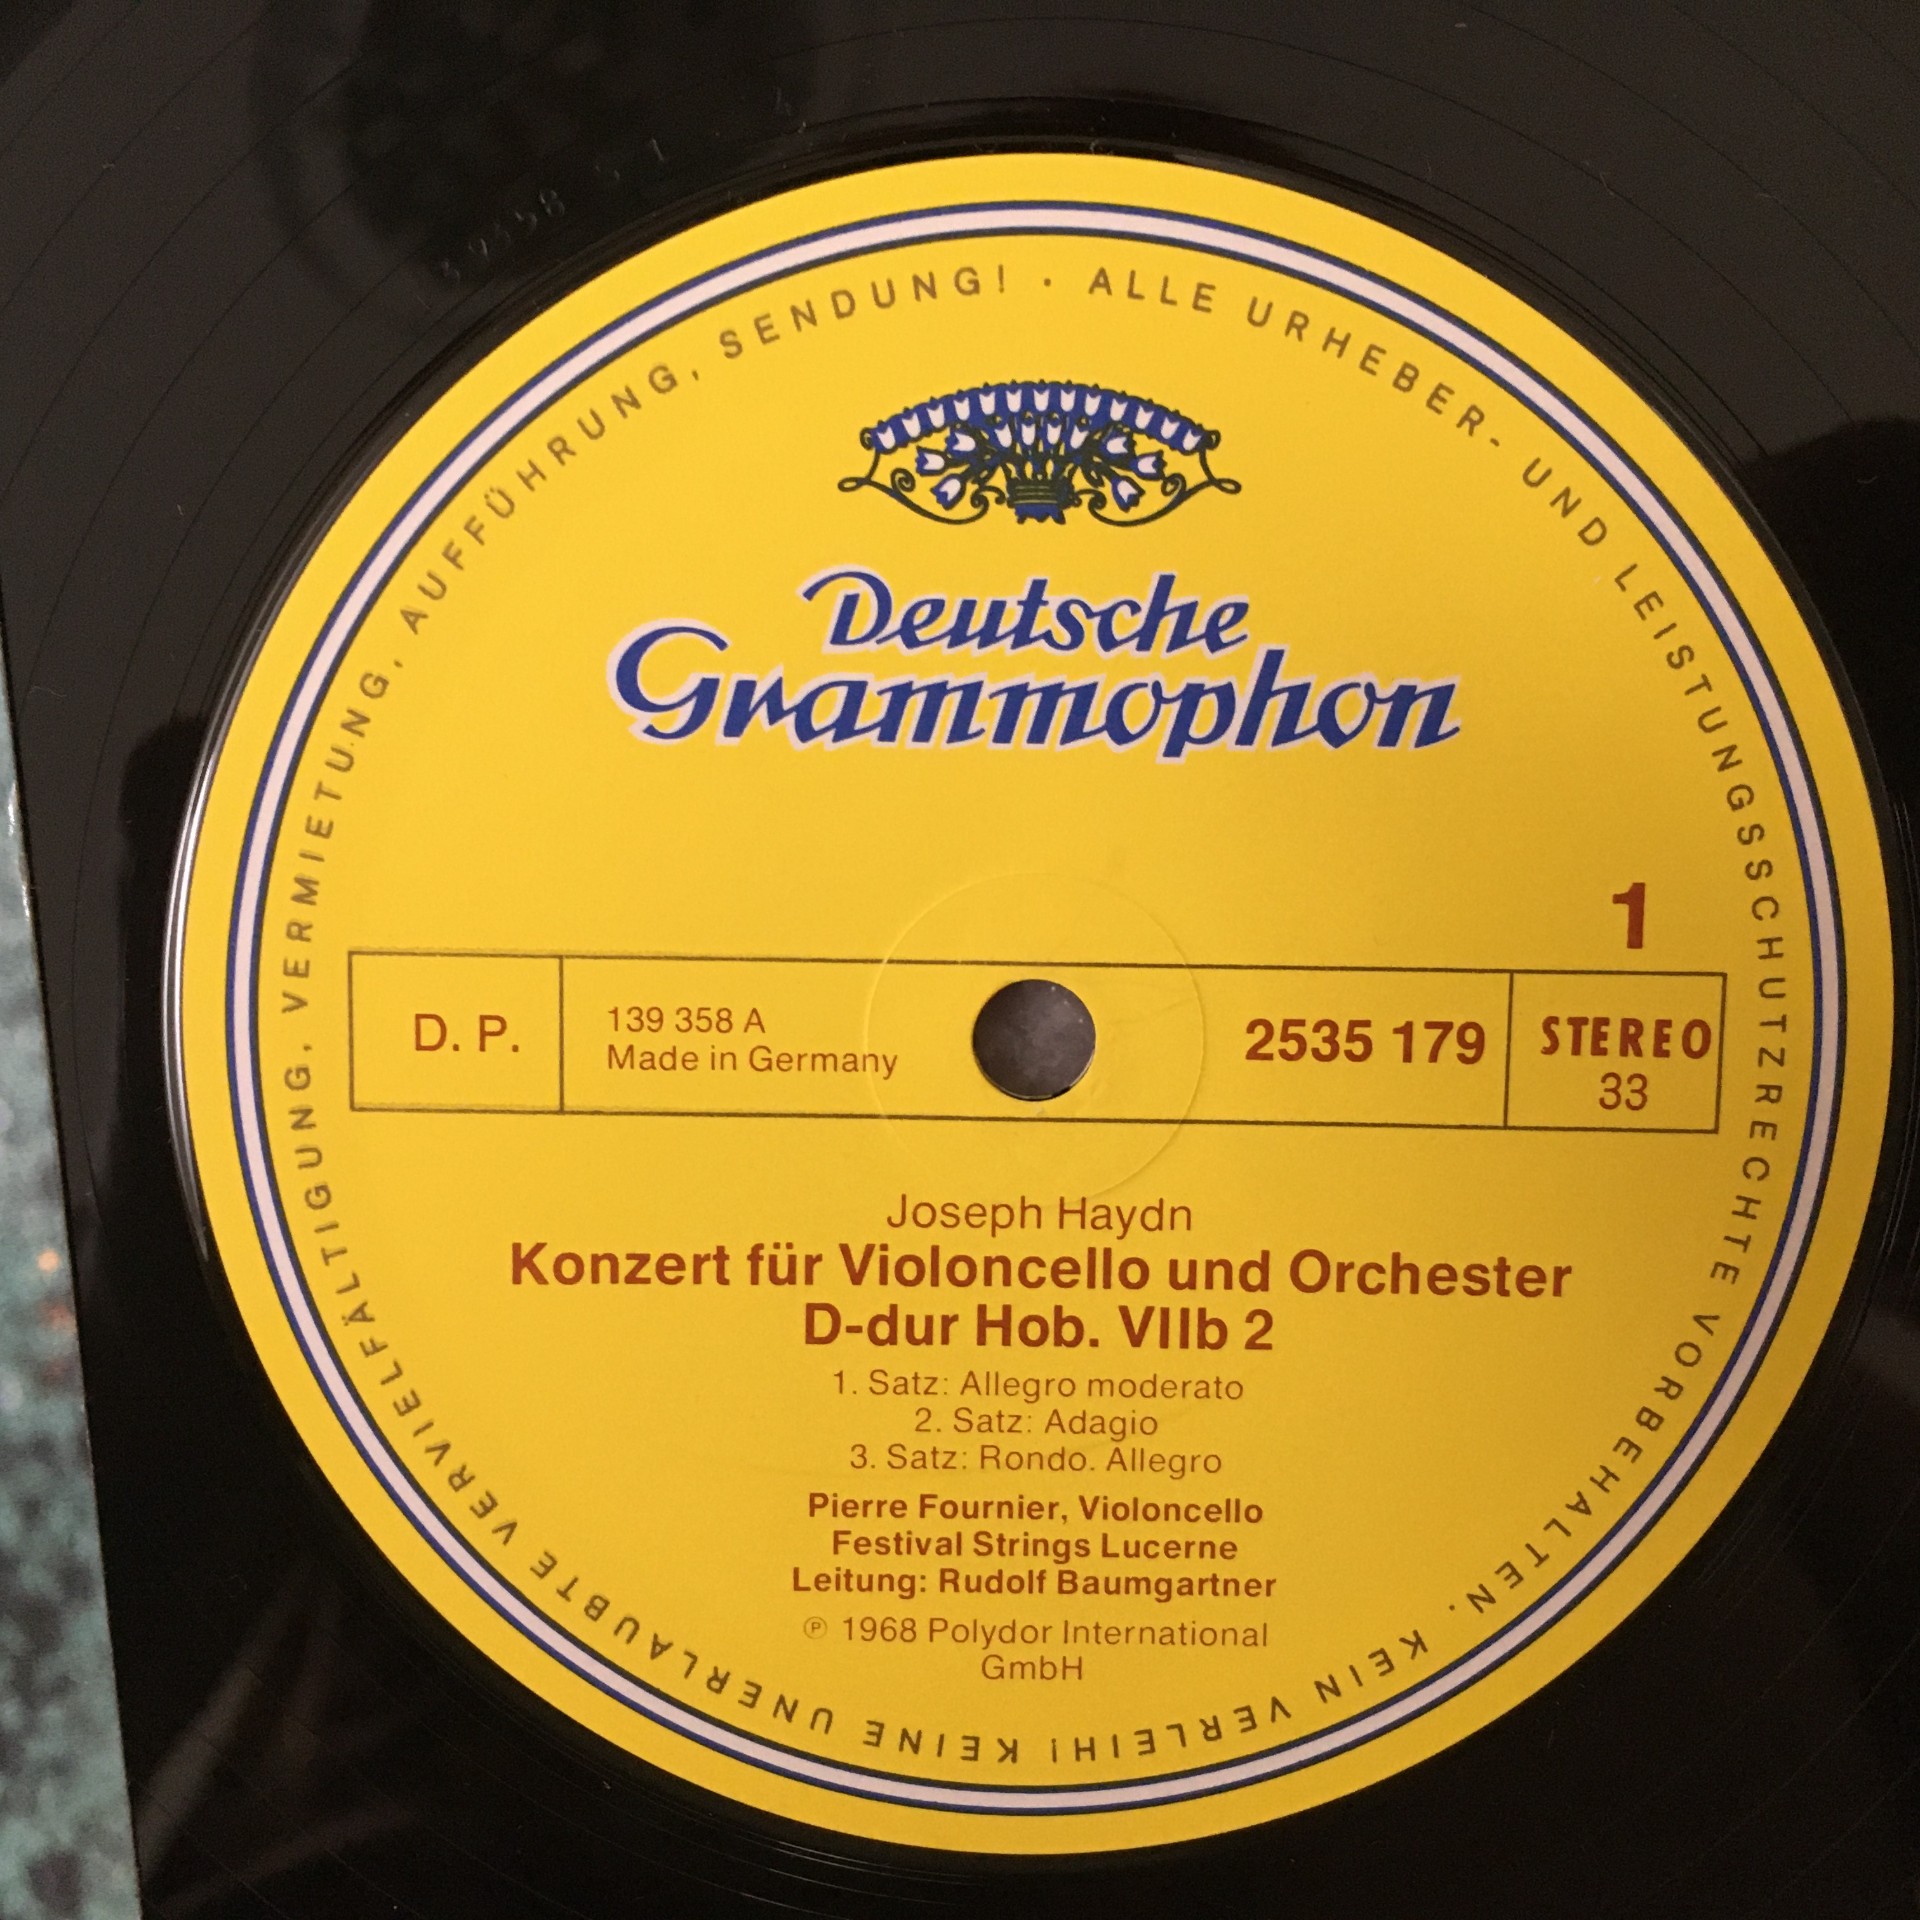 ALLE URHEBER- UND LEISTUNGSSCHUTZRECHTE VORBEHALTEN. KEIN VERLEIH! KEINE UNERLAUBTE VERVIELFÄLTIGUNG, VERMIETUNG, AUFFÜHRUNG, SENDUNG! ·
Deutsche
Grammophon
1
D. P.
139 358 A
Made in Germany
2535 179
STEREO
33
Joseph Haydn
Konzert für Violoncello und Orchester
D-dur Hob. VIIb 2
1. Satz: Allegro moderato
2. Satz: Adagio
3. Satz: Rondo. Allegro
Pierre Fournier, Violoncello
Festival Strings Lucerne
Leitung: Rudolf Baumgartner
℗ 1968 Polydor International
GmbH